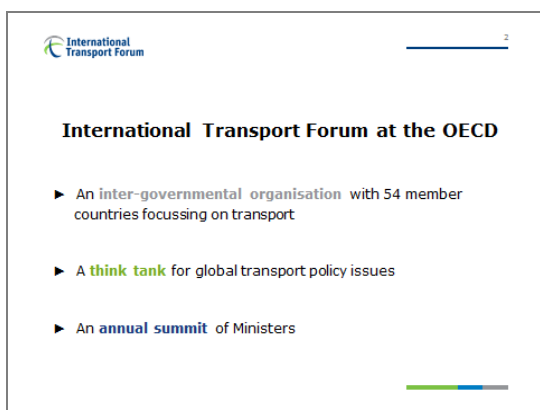 International
Transport Forum
2
International Transport Forum at the OECD
► An inter-governmental organisation with 54 member
countries focussing on transport
► A think tank for global transport policy issues
► An annual summit of Ministers